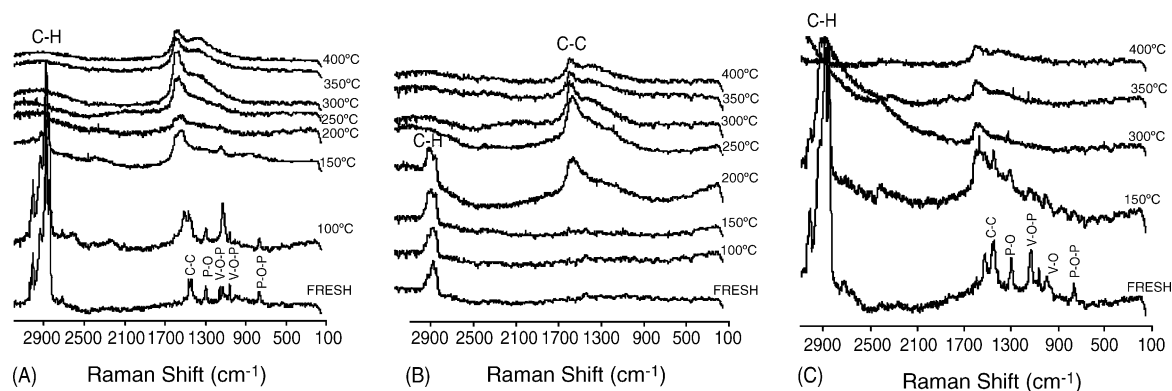 C-H
400ºC
350ºC
300ºC
250ºC
200ºC
150ºC
100ºC
C-C
P-O
V-O-P
V-O-P
P-O-P
FRESH
2900 2500 2100 1700 1300 900 500 100
(A) Raman Shift (cm⁻¹)
C-C
400ºC
350ºC
300ºC
250ºC
C-H
200ºC
150ºC
100ºC
FRESH
2900 2500 2100 1700 1300 900 500 100
(B) Raman Shift (cm⁻¹)
C-H
400ºC
350ºC
300ºC
150ºC
C-C
P-O
V-O-P
V-O
P-O-P
FRESH
2900 2500 2100 1700 1300 900 500 100
(C) Raman Shift (cm⁻¹)